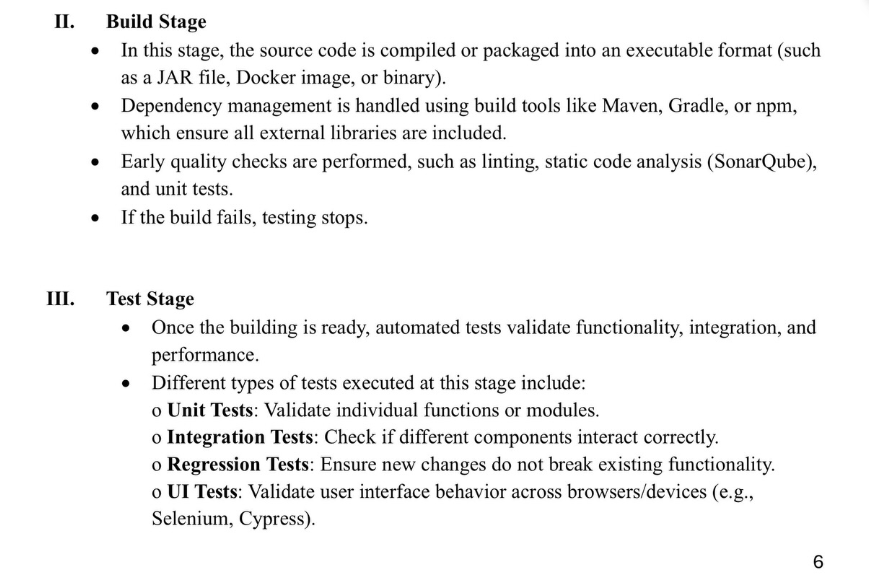 II. Build Stage
• In this stage, the source code is compiled or packaged into an executable format (such
as a JAR file, Docker image, or binary).
• Dependency management is handled using build tools like Maven, Gradle, or npm,
which ensure all external libraries are included.
• Early quality checks are performed, such as linting, static code analysis (SonarQube),
and unit tests.
• If the build fails, testing stops.
III. Test Stage
• Once the building is ready, automated tests validate functionality, integration, and
performance.
• Different types of tests executed at this stage include:
o Unit Tests: Validate individual functions or modules.
o Integration Tests: Check if different components interact correctly.
o Regression Tests: Ensure new changes do not break existing functionality.
o UI Tests: Validate user interface behavior across browsers/devices (e.g.,
Selenium, Cypress).
6